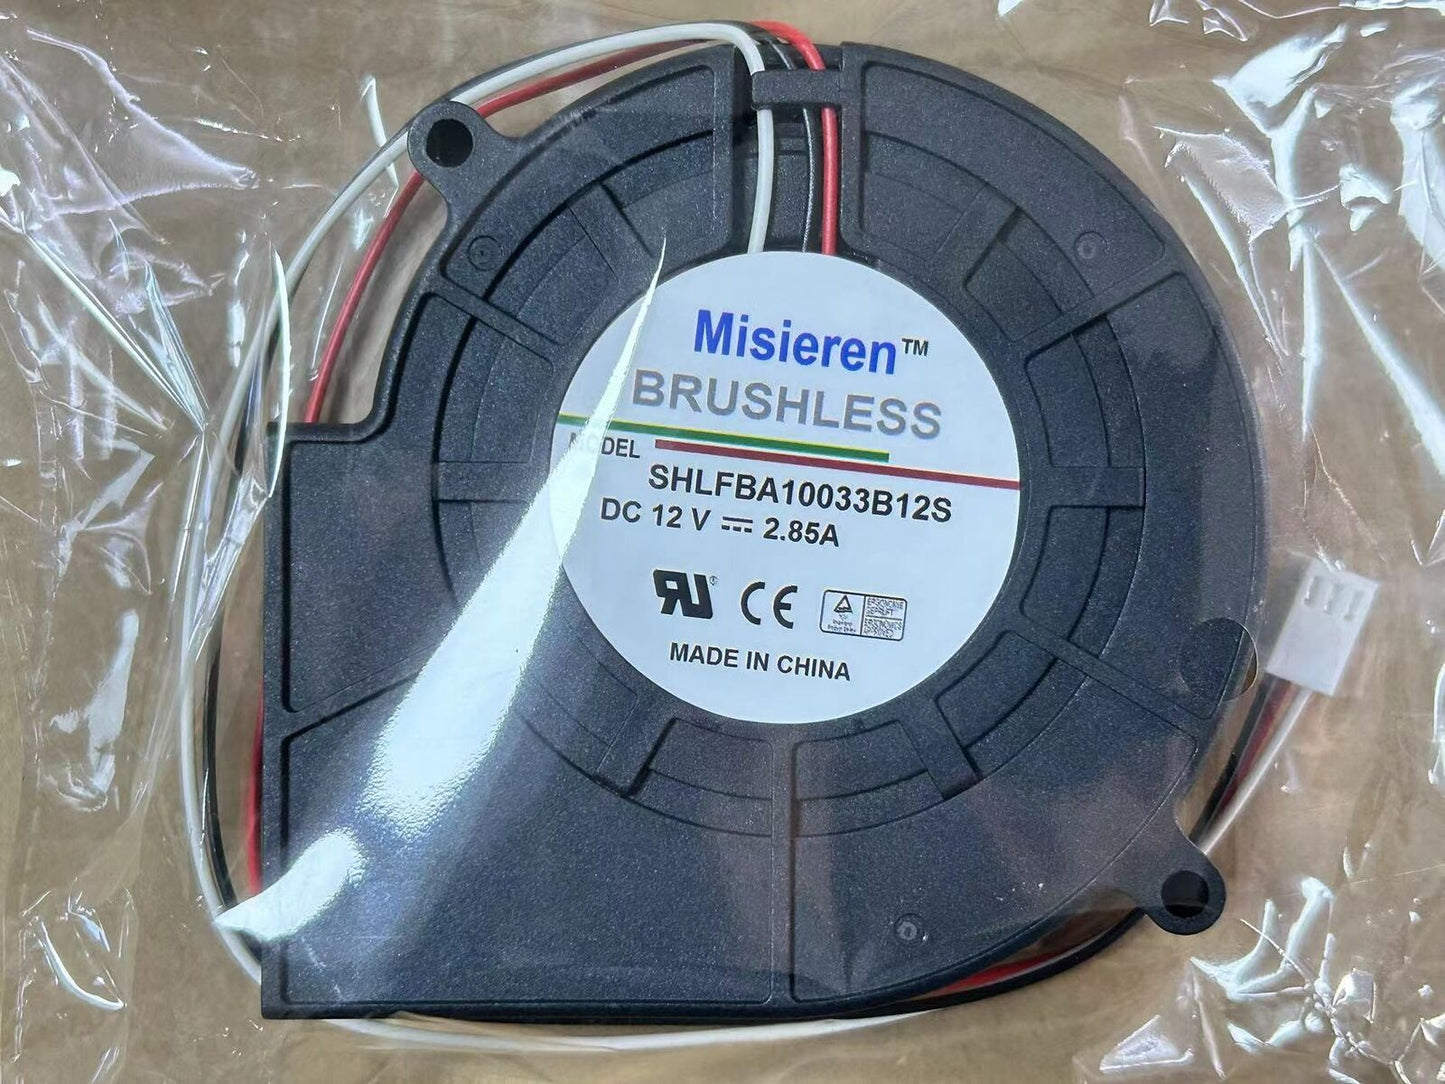 Misieren™
BRUSHLESS
MODEL
SHLFBA10033B12S
DC 12 V ⎓ 2.85A
CE
MADE IN CHINA